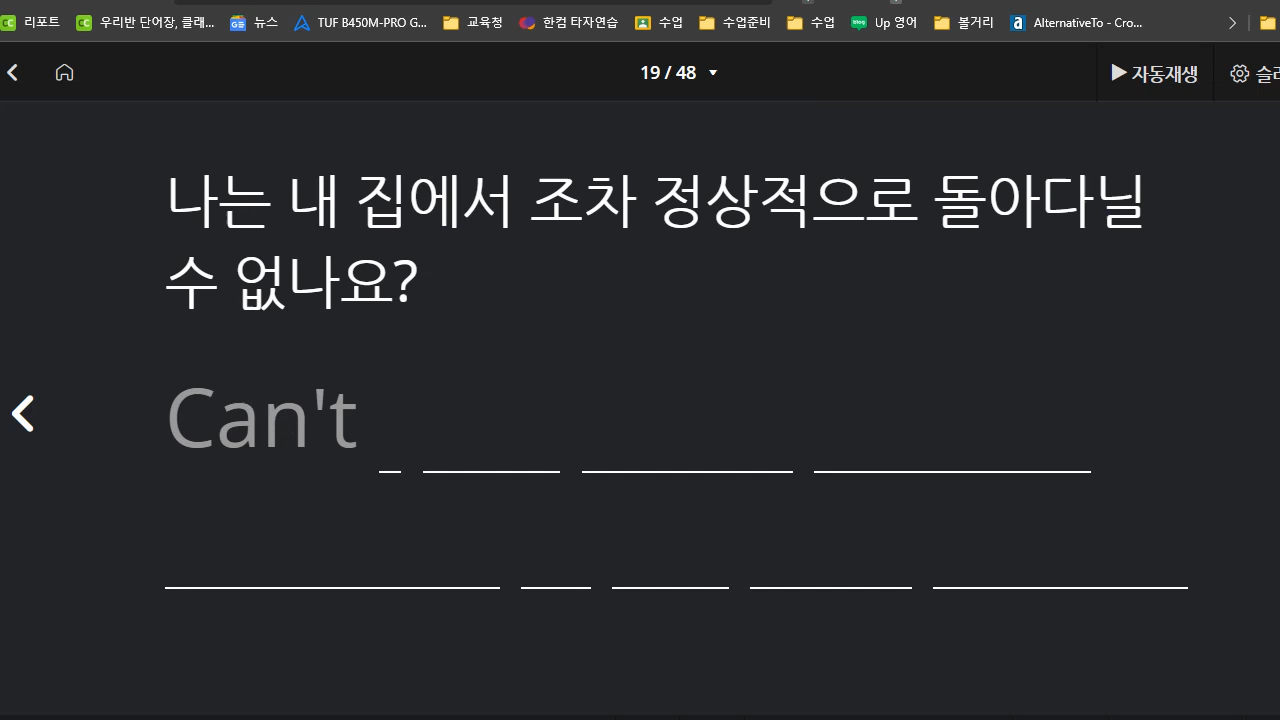 리포트 우리반 단어장, 클래... 뉴스 TUF B450M-PRO G... 교육청 한컴 타자연습 수업 수업준비 수업 Up 영어 볼거리 AlternativeTo - Cro...
19 / 48 자동재생 슬라
나는 내 집에서 조차 정상적으로 돌아다닐
수 없나요?
Can't